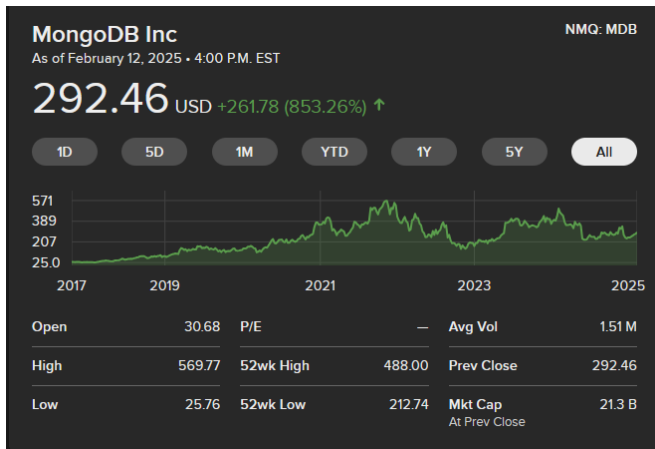 MongoDB Inc
NMQ: MDB
As of February 12, 2025 • 4:00 P.M. EST
292.46 USD +261.78 (853.26%) ↑
1D 5D 1M YTD 1Y 5Y All
571
389
207
25.0
2017 2019 2021 2023 2025
Open 30.68 P/E — Avg Vol 1.51 M
High 569.77 52wk High 488.00 Prev Close 292.46
Low 25.76 52wk Low 212.74 Mkt Cap 21.3 B
At Prev Close